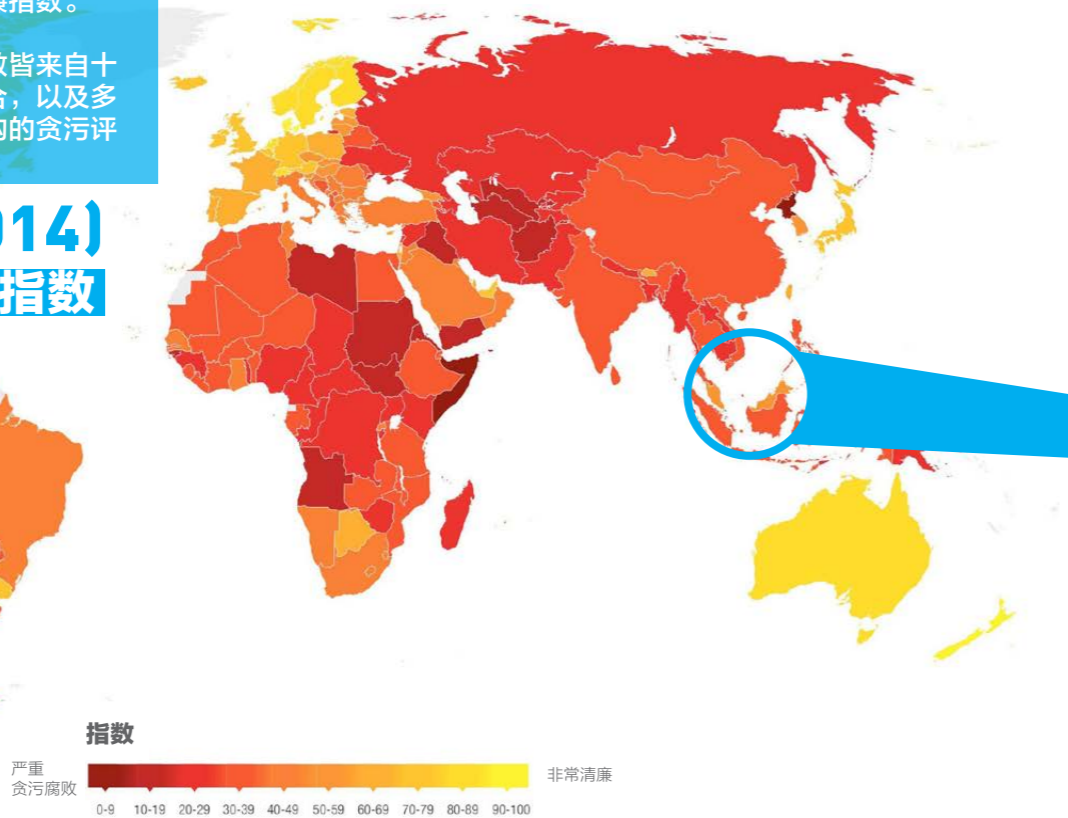 指数。
数皆来自十
合，以及多
构的贪污评
014)
指数
指数
严重
贪污腐败
非常清廉
0-9 10-19 20-29 30-39 40-49 50-59 60-69 70-79 80-89 90-100